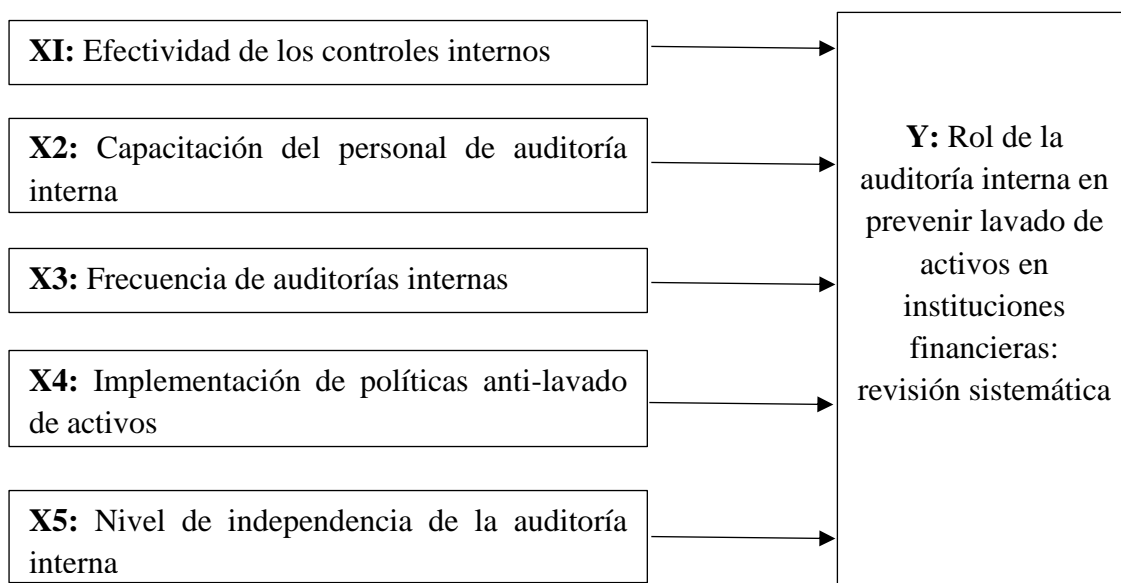 XI: Efectividad de los controles internos
X2: Capacitación del personal de auditoría
interna
X3: Frecuencia de auditorías internas
X4: Implementación de políticas anti-lavado
de activos
X5: Nivel de independencia de la auditoría
interna
Y: Rol de la
auditoría interna en
prevenir lavado de
activos en
instituciones
financieras:
revisión sistemática